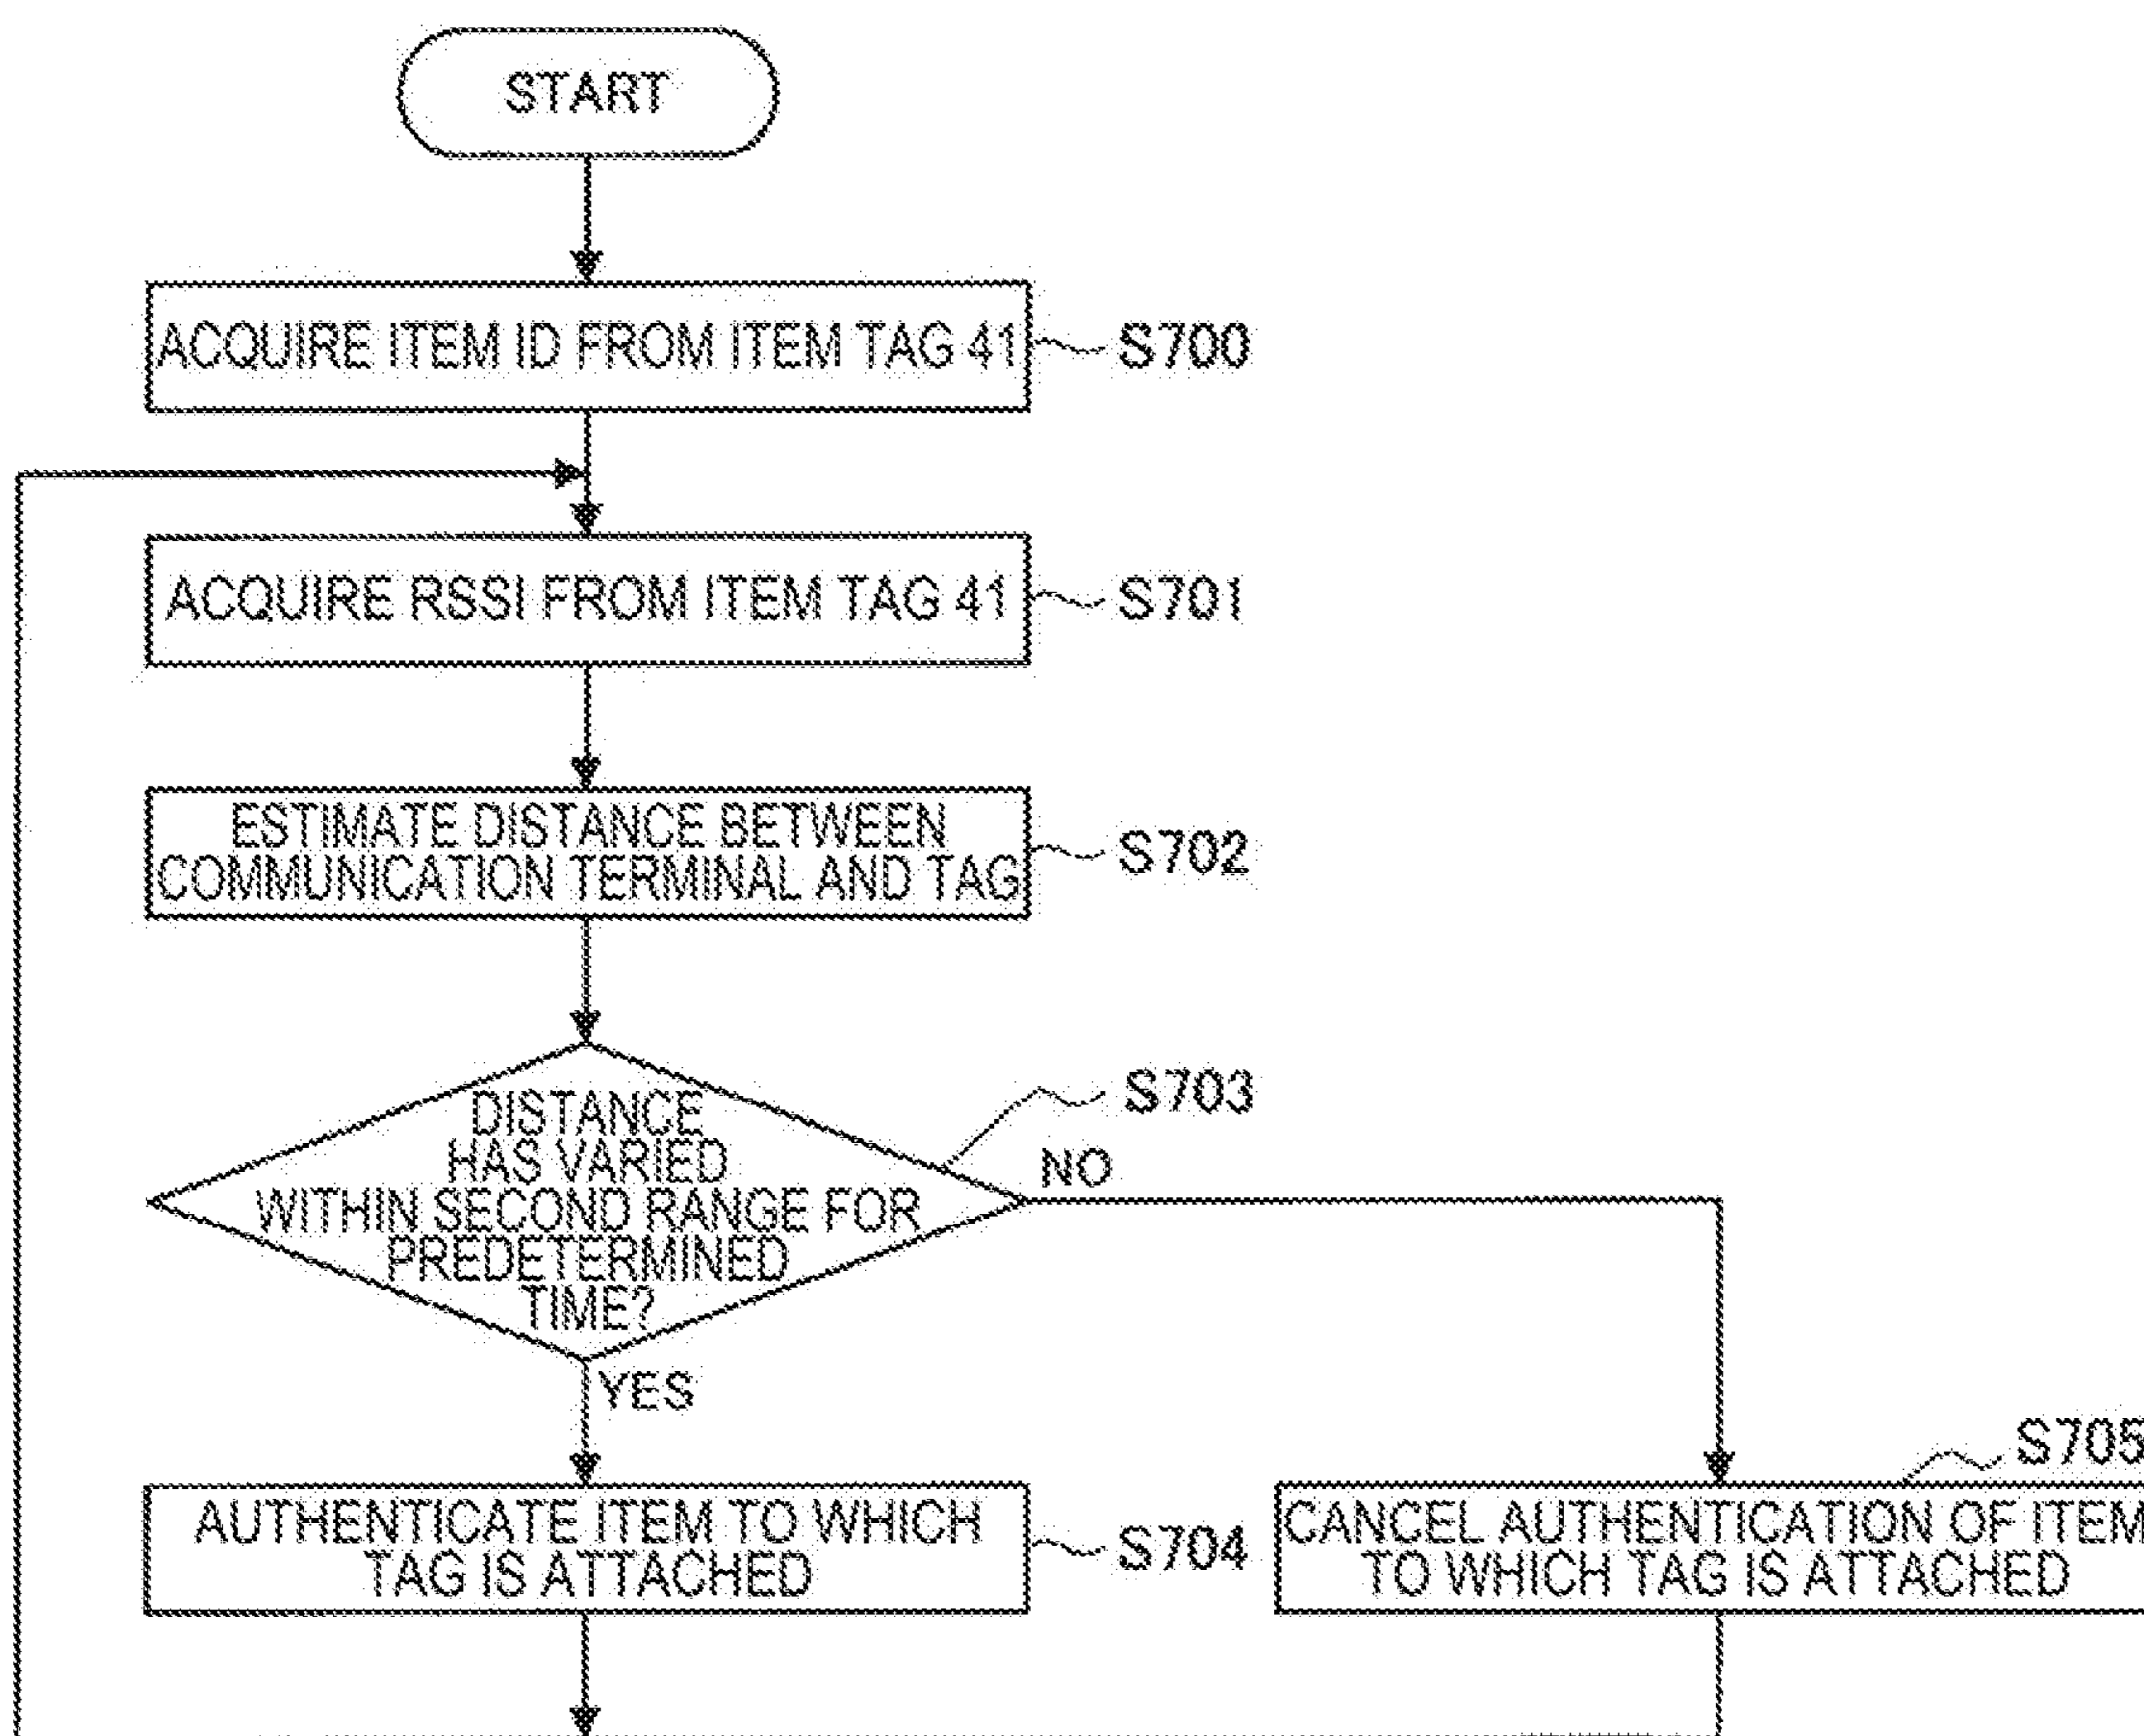 START
ACQUIRE ITEM ID FROM ITEM TAG 41
S700
ACQUIRE RSSI FROM ITEM TAG 41
S701
ESTIMATE DISTANCE BETWEEN
COMMUNICATION TERMINAL AND TAG
S702
DISTANCE
HAS VARIED
WITHIN SECOND RANGE FOR
PREDETERMINED
TIME?
S703
NO
YES
AUTHENTICATE ITEM TO WHICH
TAG IS ATTACHED
S704
S705
CANCEL AUTHENTICATION OF ITEM
TO WHICH TAG IS ATTACHED